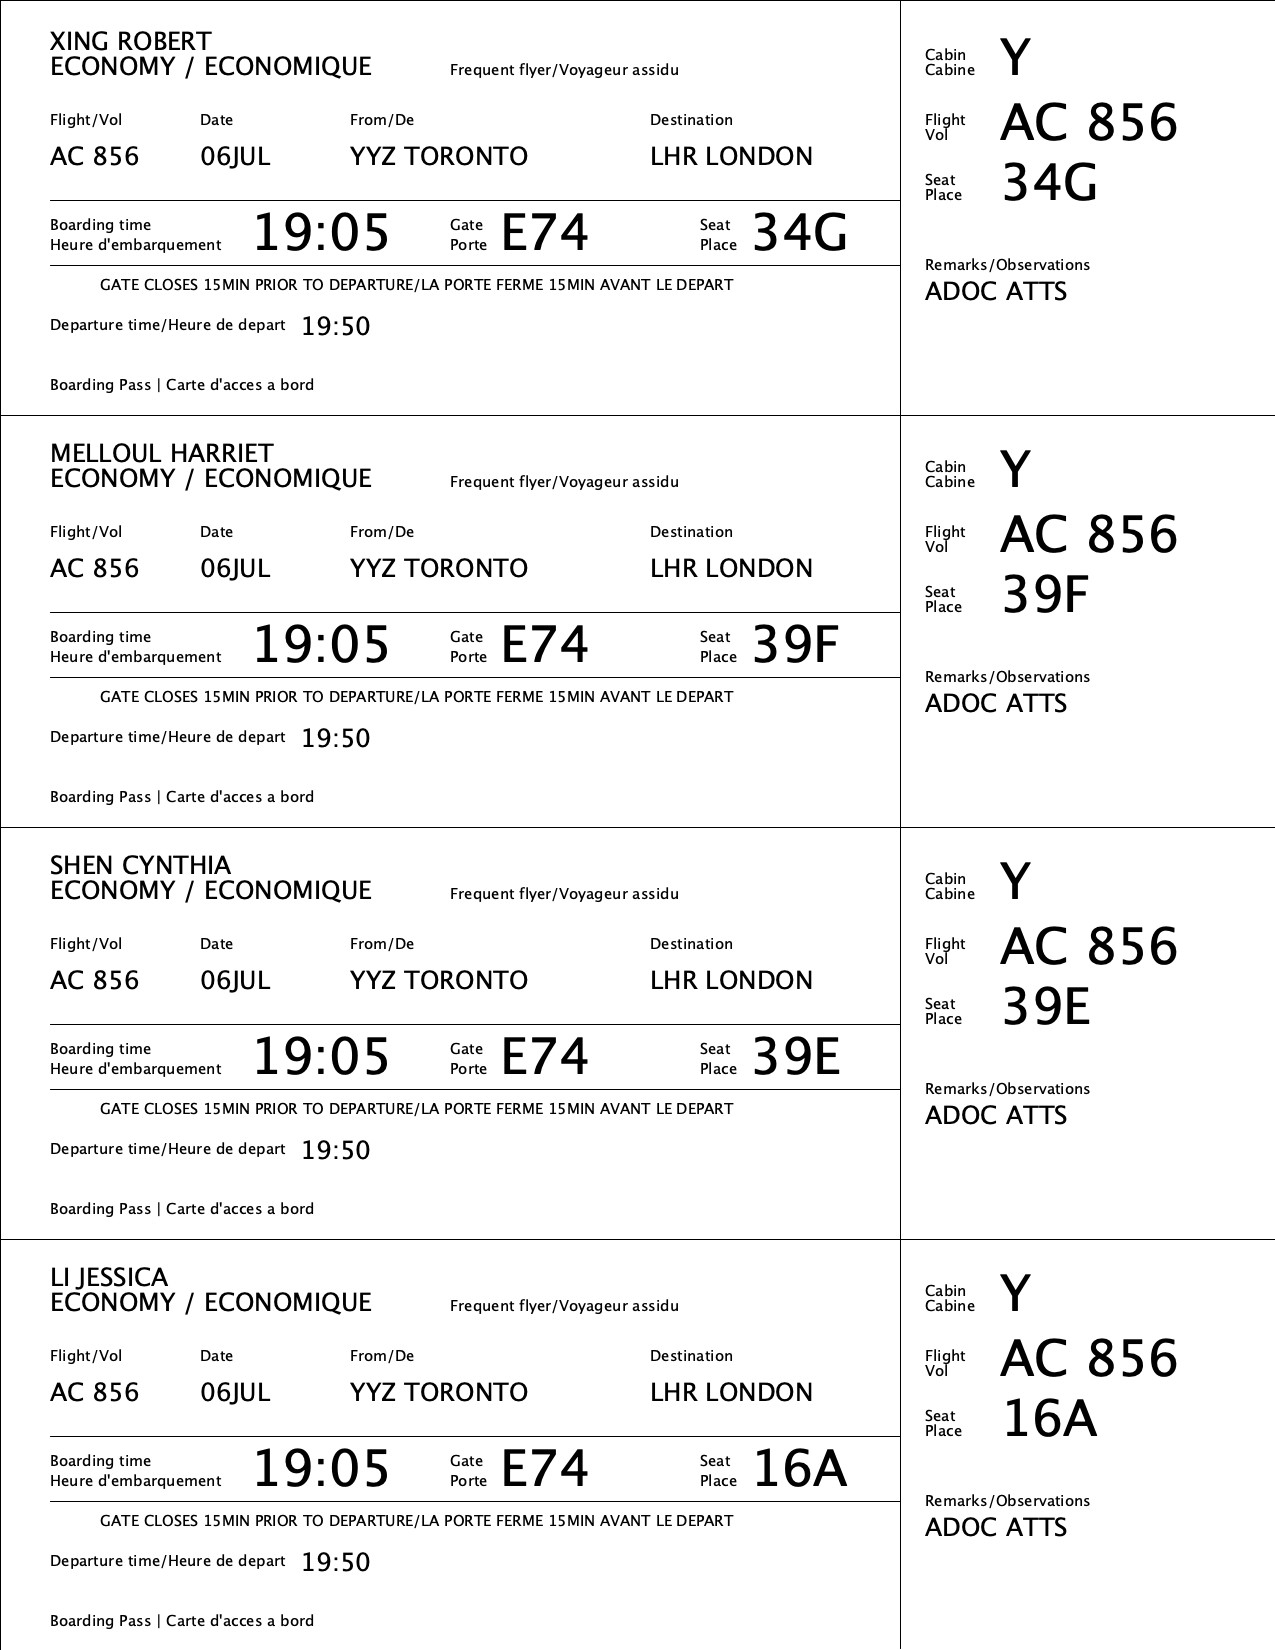 XING ROBERT
ECONOMY / ECONOMIQUE Frequent flyer/Voyageur assidu
Flight/Vol Date From/De Destination
AC 856 06JUL YYZ TORONTO LHR LONDON
Boarding time
Heure d'embarquement 19:05 Gate
Porte E74 Seat
Place 34G
GATE CLOSES 15MIN PRIOR TO DEPARTURE/LA PORTE FERME 15MIN AVANT LE DEPART
Departure time/Heure de depart 19:50
Boarding Pass | Carte d'acces a bord
Cabin
Cabine Y
Flight
Vol AC 856
Seat
Place 34G
Remarks/Observations
ADOC ATTS
MELLOUL HARRIET
ECONOMY / ECONOMIQUE Frequent flyer/Voyageur assidu
Flight/Vol Date From/De Destination
AC 856 06JUL YYZ TORONTO LHR LONDON
Boarding time
Heure d'embarquement 19:05 Gate
Porte E74 Seat
Place 39F
GATE CLOSES 15MIN PRIOR TO DEPARTURE/LA PORTE FERME 15MIN AVANT LE DEPART
Departure time/Heure de depart 19:50
Boarding Pass | Carte d'acces a bord
Cabin
Cabine Y
Flight
Vol AC 856
Seat
Place 39F
Remarks/Observations
ADOC ATTS
SHEN CYNTHIA
ECONOMY / ECONOMIQUE Frequent flyer/Voyageur assidu
Flight/Vol Date From/De Destination
AC 856 06JUL YYZ TORONTO LHR LONDON
Boarding time
Heure d'embarquement 19:05 Gate
Porte E74 Seat
Place 39E
GATE CLOSES 15MIN PRIOR TO DEPARTURE/LA PORTE FERME 15MIN AVANT LE DEPART
Departure time/Heure de depart 19:50
Boarding Pass | Carte d'acces a bord
Cabin
Cabine Y
Flight
Vol AC 856
Seat
Place 39E
Remarks/Observations
ADOC ATTS
LI JESSICA
ECONOMY / ECONOMIQUE Frequent flyer/Voyageur assidu
Flight/Vol Date From/De Destination
AC 856 06JUL YYZ TORONTO LHR LONDON
Boarding time
Heure d'embarquement 19:05 Gate
Porte E74 Seat
Place 16A
GATE CLOSES 15MIN PRIOR TO DEPARTURE/LA PORTE FERME 15MIN AVANT LE DEPART
Departure time/Heure de depart 19:50
Boarding Pass | Carte d'acces a bord
Cabin
Cabine Y
Flight
Vol AC 856
Seat
Place 16A
Remarks/Observations
ADOC ATTS